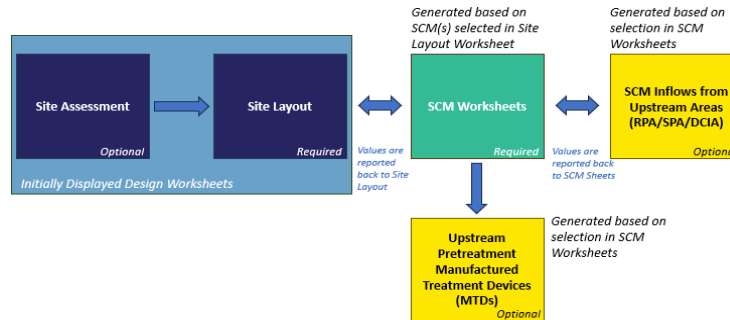 Generated based on
SCM(s) selected in Site
Layout Worksheet
Generated based on
selection in SCM
Worksheets
Site Assessment
Optional
Site Layout
Required
Initially Displayed Design Worksheets
Values are
reported
back to Site
Layout
SCM Worksheets
Required
Values are
reported back
to SCM Sheets
SCM Inflows from
Upstream Areas
(RPA/SPA/DCIA)
Optional
Upstream
Pretreatment
Manufactured
Treatment Devices
(MTDs)
Optional
Generated based on
selection in SCM
Worksheets